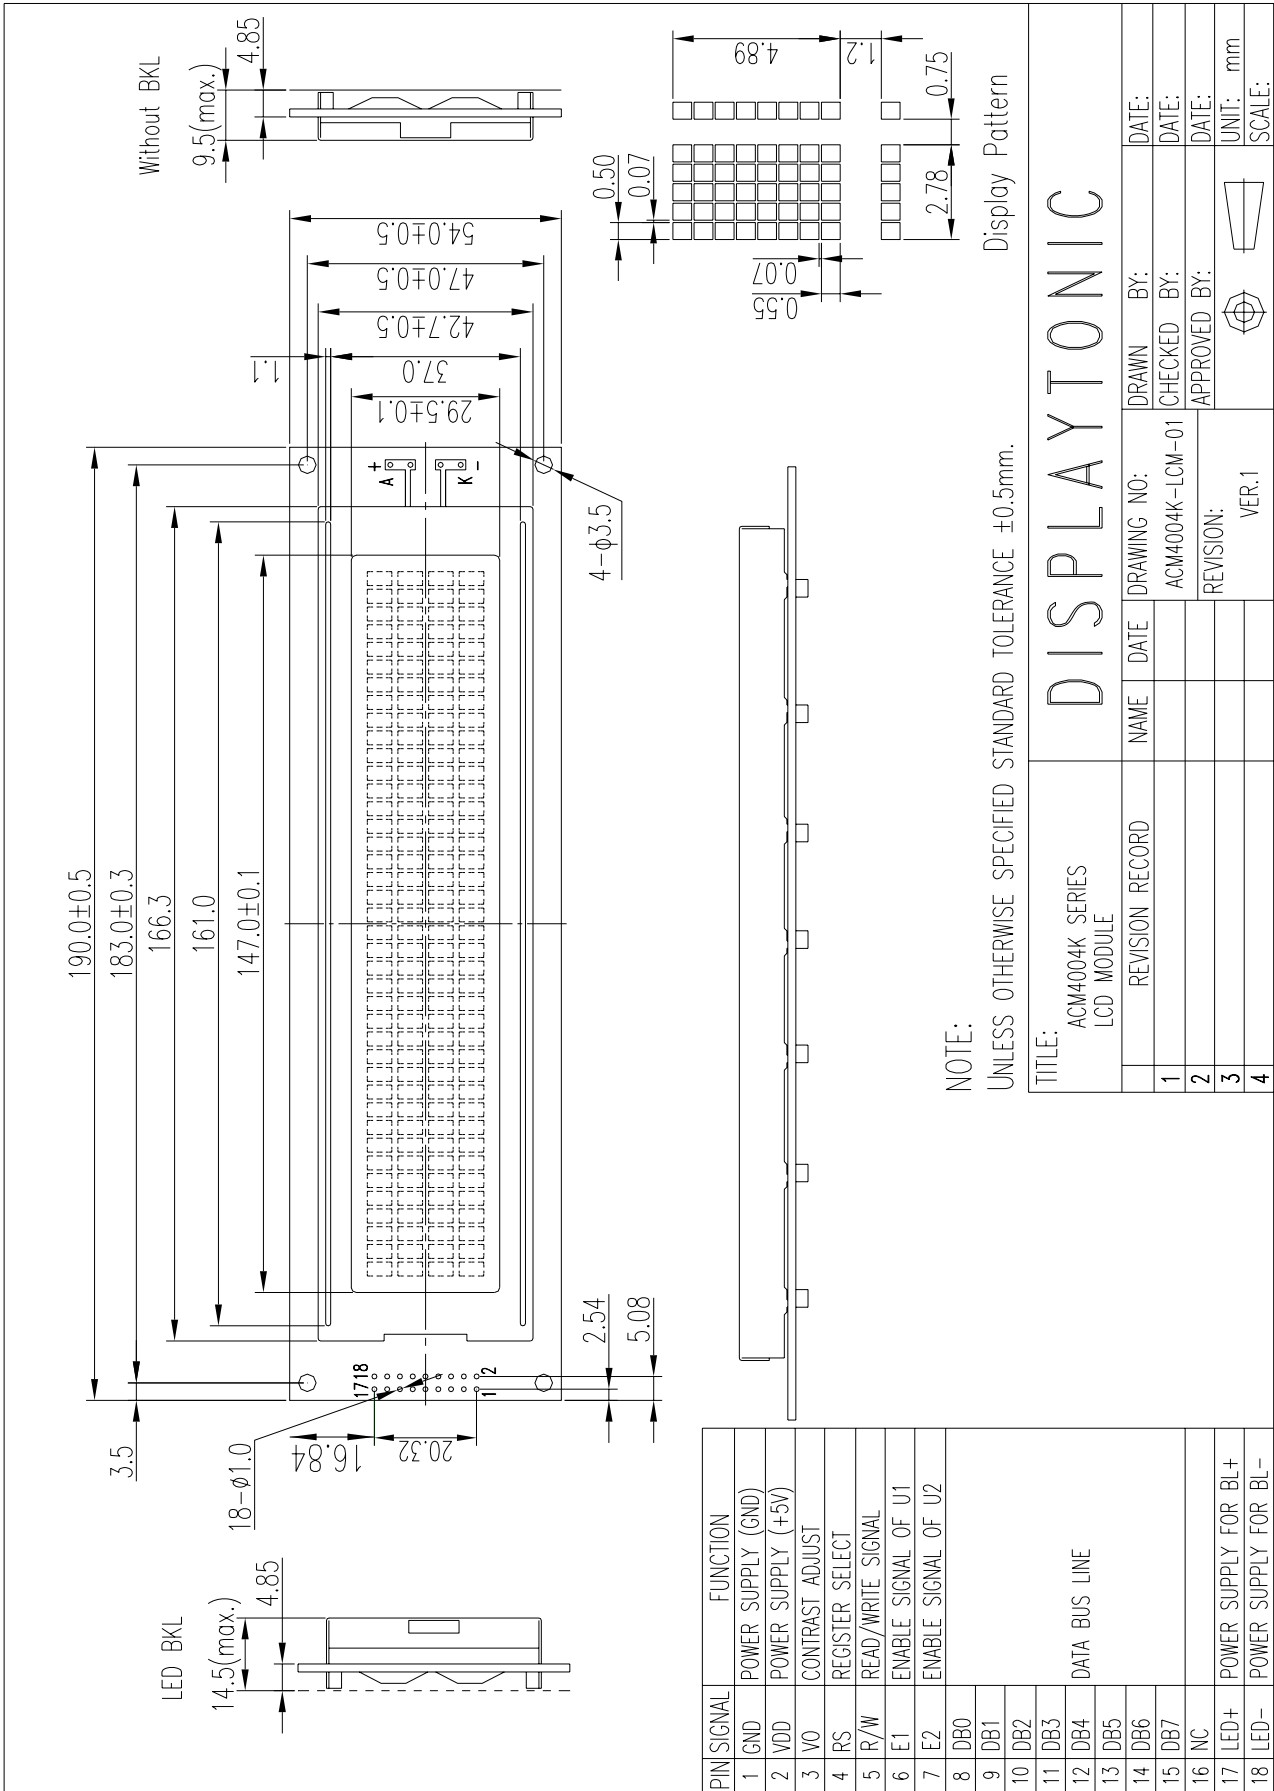 LED BKL
14.5(max.)
4.85
3.5
190.0±0.5
183.0±0.3
166.3
161.0
147.0±0.1
Without BKL
9.5(max.)
4.85
18-ø1.0
16.84
20.32
1718
1
2
2.54
5.08
A
+
K
-
1.1
54.0±0.5
47.0±0.5
42.7±0.5
37.0
29.5±0.1
4-ϕ3.5
0.50
0.07
4.89
1.2
0.55
0.07
2.78
0.75
Display Pattern
PIN SIGNAL FUNCTION
1 GND POWER SUPPLY (GND)
2 VDD POWER SUPPLY (+5V)
3 VO CONTRAST ADJUST
4 RS REGISTER SELECT
5 R/W READ/WRITE SIGNAL
6 E1 ENABLE SIGNAL OF U1
7 E2 ENABLE SIGNAL OF U2
8 DB0
9 DB1
10 DB2
11 DB3
12 DB4 DATA BUS LINE
13 DB5
14 DB6
15 DB7
16 NC
17 LED+ POWER SUPPLY FOR BL+
18 LED- POWER SUPPLY FOR BL-
NOTE:
UNLESS OTHERWISE SPECIFIED STANDARD TOLERANCE ±0.5mm.
TITLE:
ACM4004K SERIES
LCD MODULE
DISPLAYTONIC
REVISION RECORD NAME DATE
1
2
3
4
DRAWING NO:
ACM4004K-LCM-01
REVISION:
VER.1
DRAWN BY: DATE:
CHECKED BY: DATE:
APPROVED BY: DATE:
UNIT: mm
SCALE: